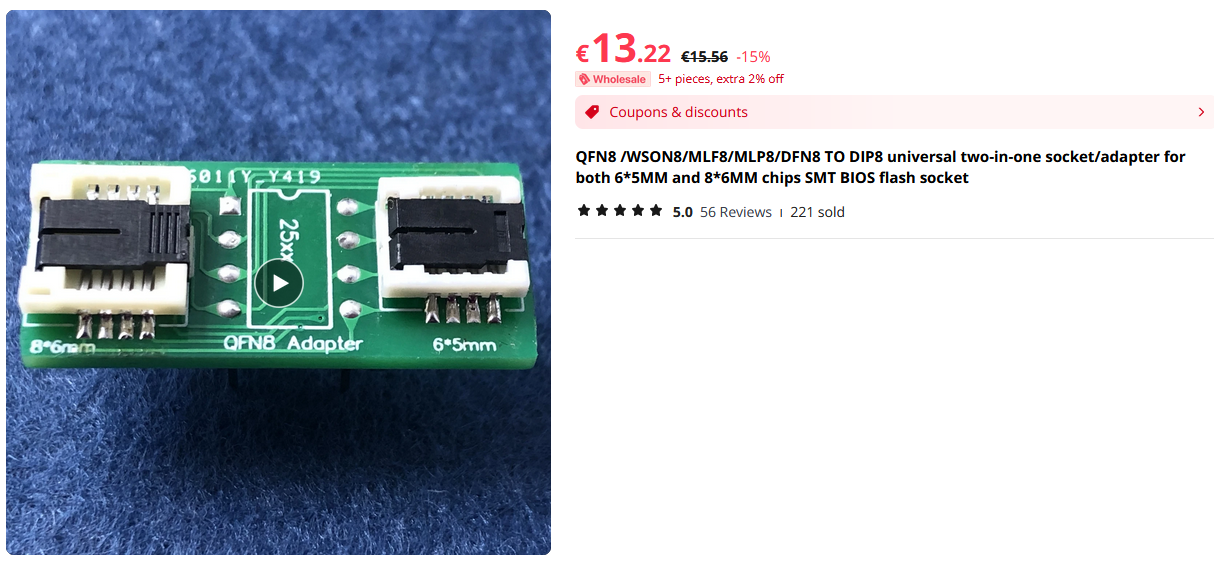 6011Y_Y419
25xx
8*6mm
QFN8 Adapter
6*5mm
€13.22 €15.56 -15%
Wholesale 5+ pieces, extra 2% off
Coupons & discounts
QFN8 /WSON8/MLF8/MLP8/DFN8 TO DIP8 universal two-in-one socket/adapter for
both 6*5MM and 8*6MM chips SMT BIOS flash socket
5.0 56 Reviews 221 sold